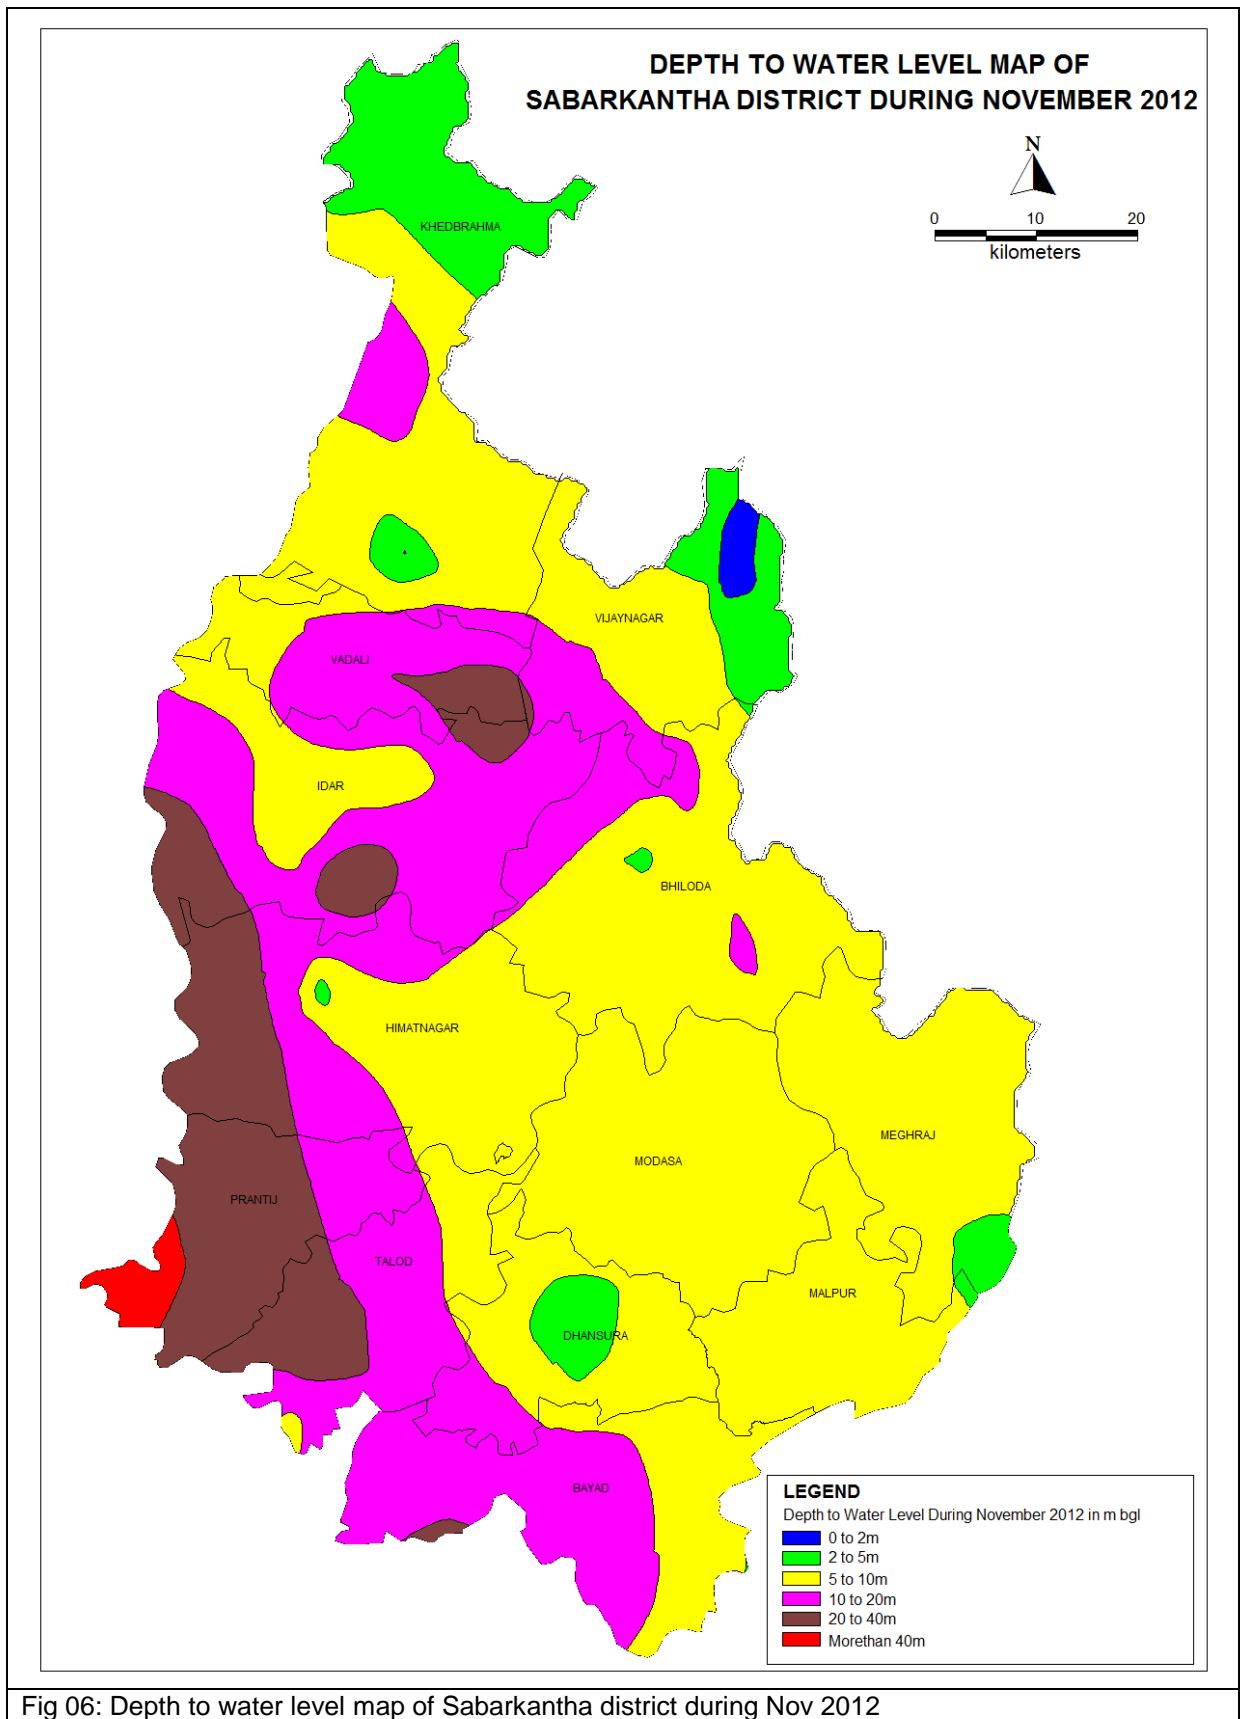 DEPTH TO WATER LEVEL MAP OF
SABARKANTHA DISTRICT DURING NOVEMBER 2012
N
0 10 20
kilometers
KHEDBRAHMA
VIJAYNAGAR
VADALI
IDAR
BHILODA
HIMATNAGAR
MEGHRAJ
MODASA
PRANTIJ
TALOD
MALPUR
DHANSURA
BAYAD
LEGEND
Depth to Water Level During November 2012 in m bgl
0 to 2m
2 to 5m
5 to 10m
10 to 20m
20 to 40m
Morethan 40m
Fig 06: Depth to water level map of Sabarkantha district during Nov 2012